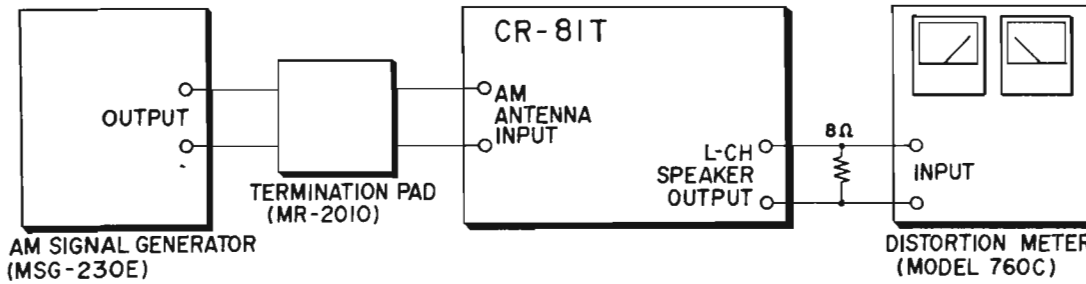 OUTPUT
AM SIGNAL GENERATOR
(MSG-230E)
TERMINATION PAD
(MR-2010)
CR-81T
AM
ANTENNA
INPUT
L-CH
SPEAKER
OUTPUT
8Ω
INPUT
DISTORTION METER
(MODEL 760C)